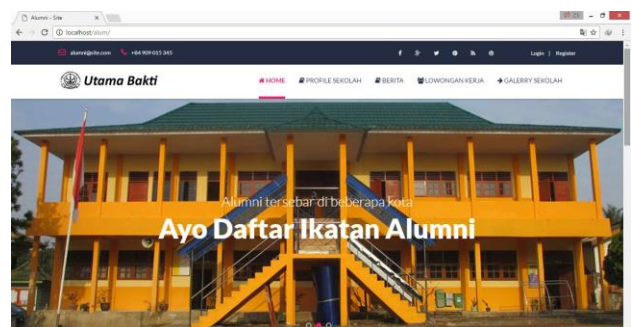 Alumni - Site
localhost/alum/
alumni@site.com +84 909 015 345 Login | Register
Utama Bakti HOME PROFILE SEKOLAH BERITA LOWONGAN KERJA GALERRY SEKOLAH
Alumni tersebar di beberapa kota
Ayo Daftar Ikatan Alumni